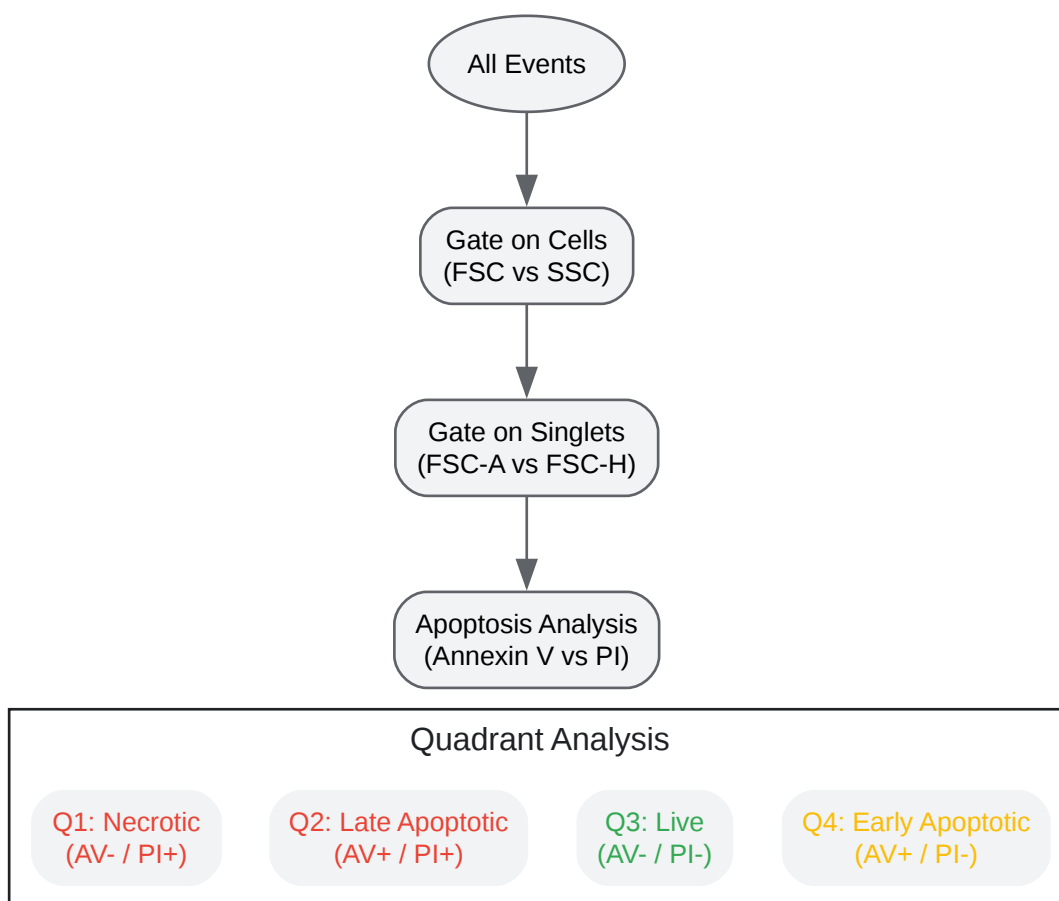 All Events
Gate on Cells
(FSC vs SSC)
Gate on Singlets
(FSC-A vs FSC-H)
Apoptosis Analysis
(Annexin V vs PI)
Quadrant Analysis
Q1: Necrotic
(AV- / PI+)
Q2: Late Apoptotic
(AV+ / PI+)
Q3: Live
(AV- / PI-)
Q4: Early Apoptotic
(AV+ / PI-)